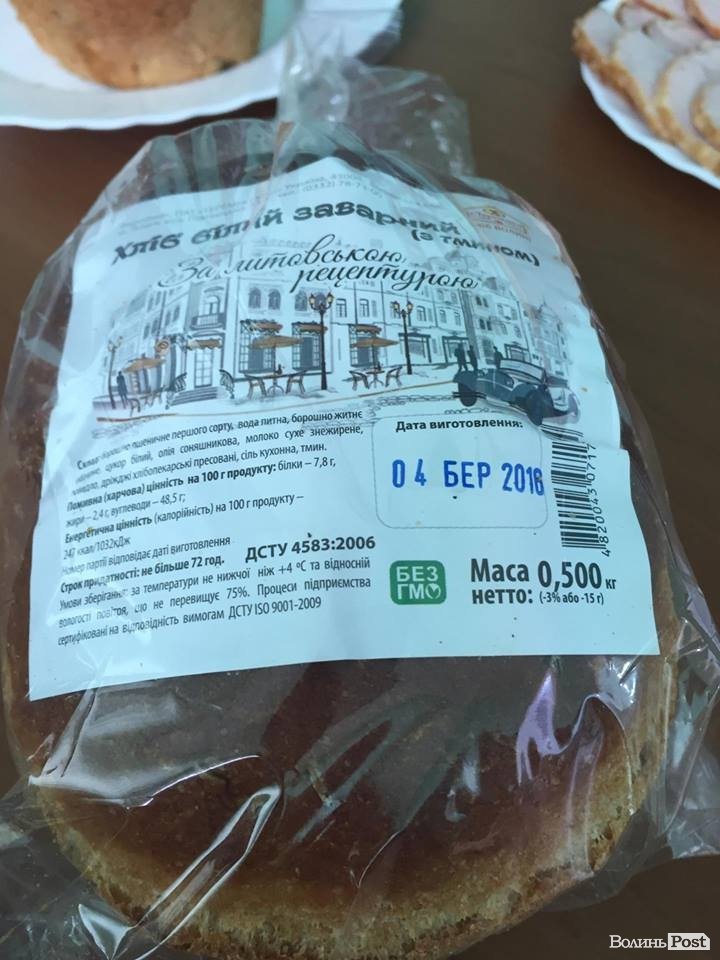 ХЛІБ БІЛИЙ ЗАВАРНИЙ
(З ТМИНОМ)
За литовською
рецептурою
Склад: борошно пшеничне першого сорту, вода питна, борошно житнє
цукор білий, олія соняшникова, молоко сухе знежирене,
дріжджі хлібопекарські пресовані, сіль кухонна, тмин.
Поживна (харчова) цінність на 100 г продукту: білки – 7,8 г,
жири – 2,4 г, вуглеводи – 48,5 г;
Енергетична цінність (калорійність) на 100 г продукту –
247 ккал/1032кДж
Номер партії відповідає даті виготовлення
Строк придатності: не більше 72 год.
ДСТУ 4583:2006
Умови зберігання: за температури не нижчої ніж +4 °С та відносній
вологості повітря, що не перевищує 75%. Процеси підприємства
сертифіковані на відповідність вимогам ДСТУ ISO 9001-2009
Дата виготовлення:
04 БЕР 2016
БЕЗ
ГМО
Маса 0,500 кг
нетто: (-3% або -15 г)
ВолиньPost